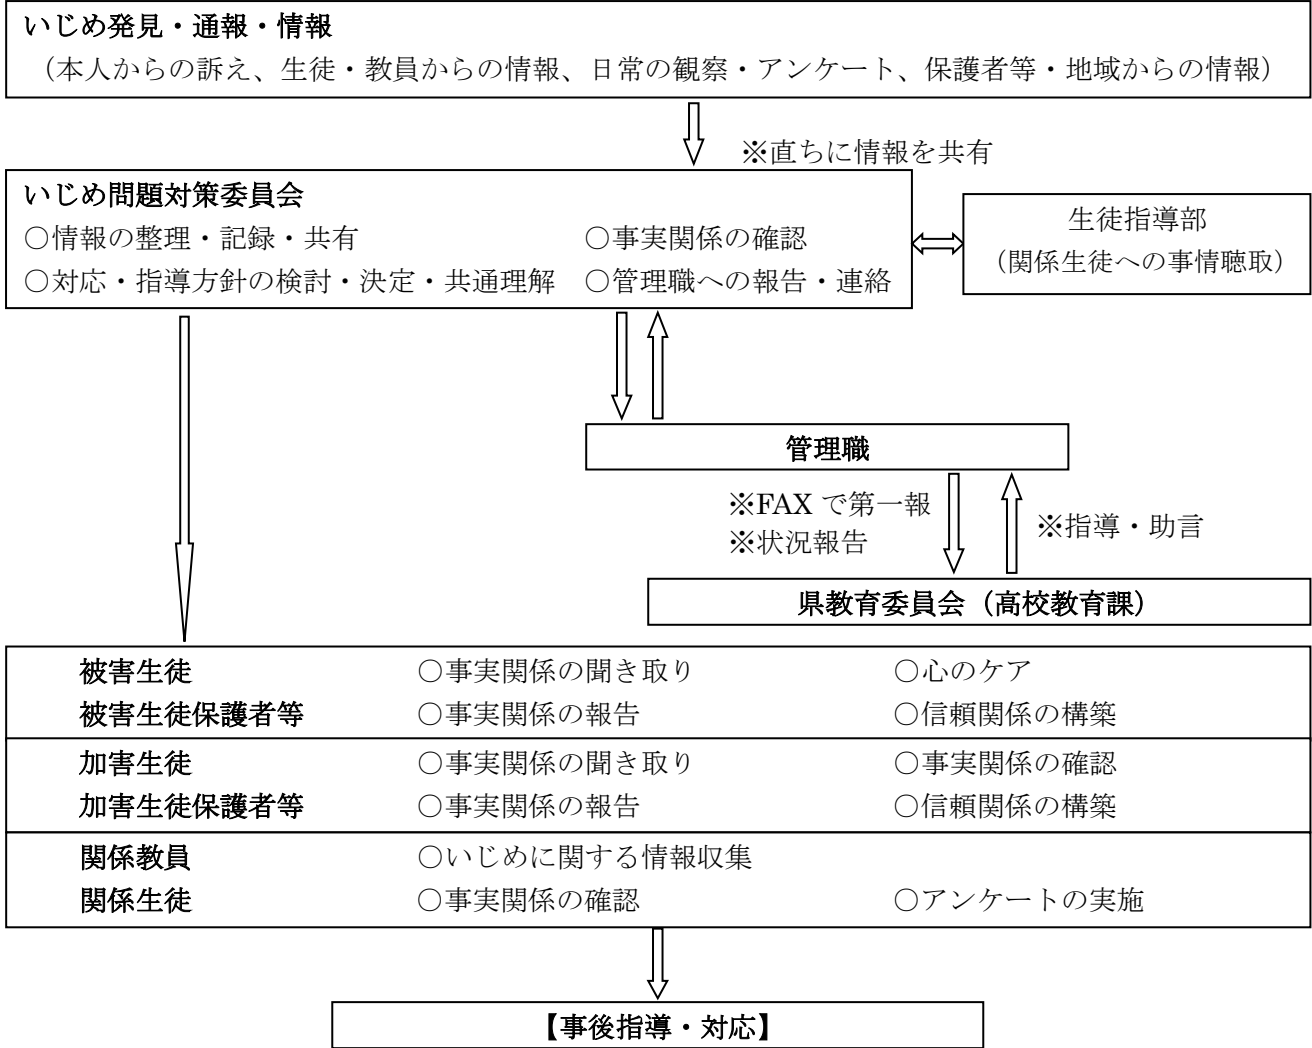 いじめ発見・通報・情報
（本人からの訴え、生徒・教員からの情報、日常の観察・アンケート、保護者等・地域からの情報）
※直ちに情報を共有
いじめ問題対策委員会
○情報の整理・記録・共有 ○事実関係の確認
○対応・指導方針の検討・決定・共通理解 ○管理職への報告・連絡
生徒指導部
（関係生徒への事情聴取）
管理職
※FAX で第一報
※状況報告
※指導・助言
県教育委員会（高校教育課）
被害生徒 ○事実関係の聞き取り ○心のケア
被害生徒保護者等 ○事実関係の報告 ○信頼関係の構築
加害生徒 ○事実関係の聞き取り ○事実関係の確認
加害生徒保護者等 ○事実関係の報告 ○信頼関係の構築
関係教員 ○いじめに関する情報収集
関係生徒 ○事実関係の確認 ○アンケートの実施
【事後指導・対応】